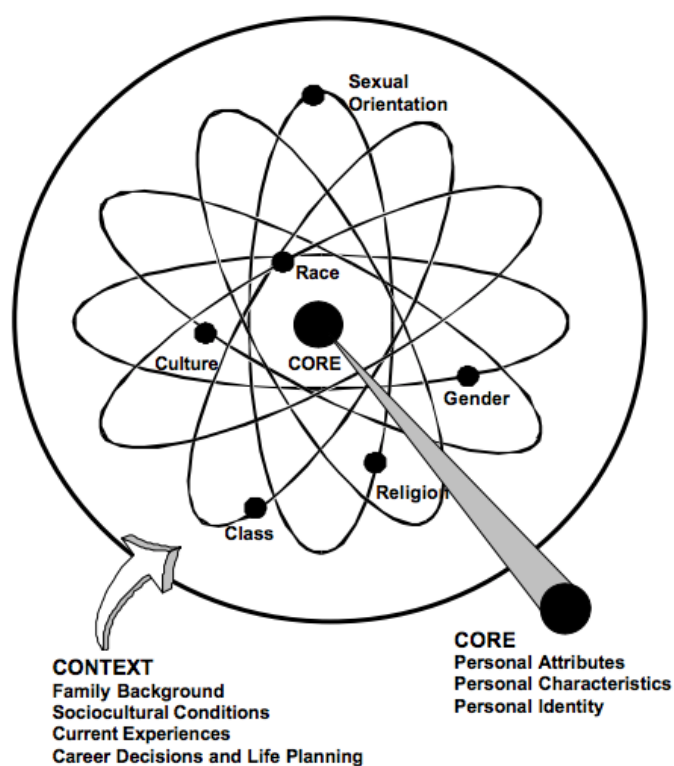 Sexual
Orientation
Race
Culture
CORE
Gender
Religion
Class
CORE
Personal Attributes
Personal Characteristics
Personal Identity
CONTEXT
Family Background
Sociocultural Conditions
Current Experiences
Career Decisions and Life Planning